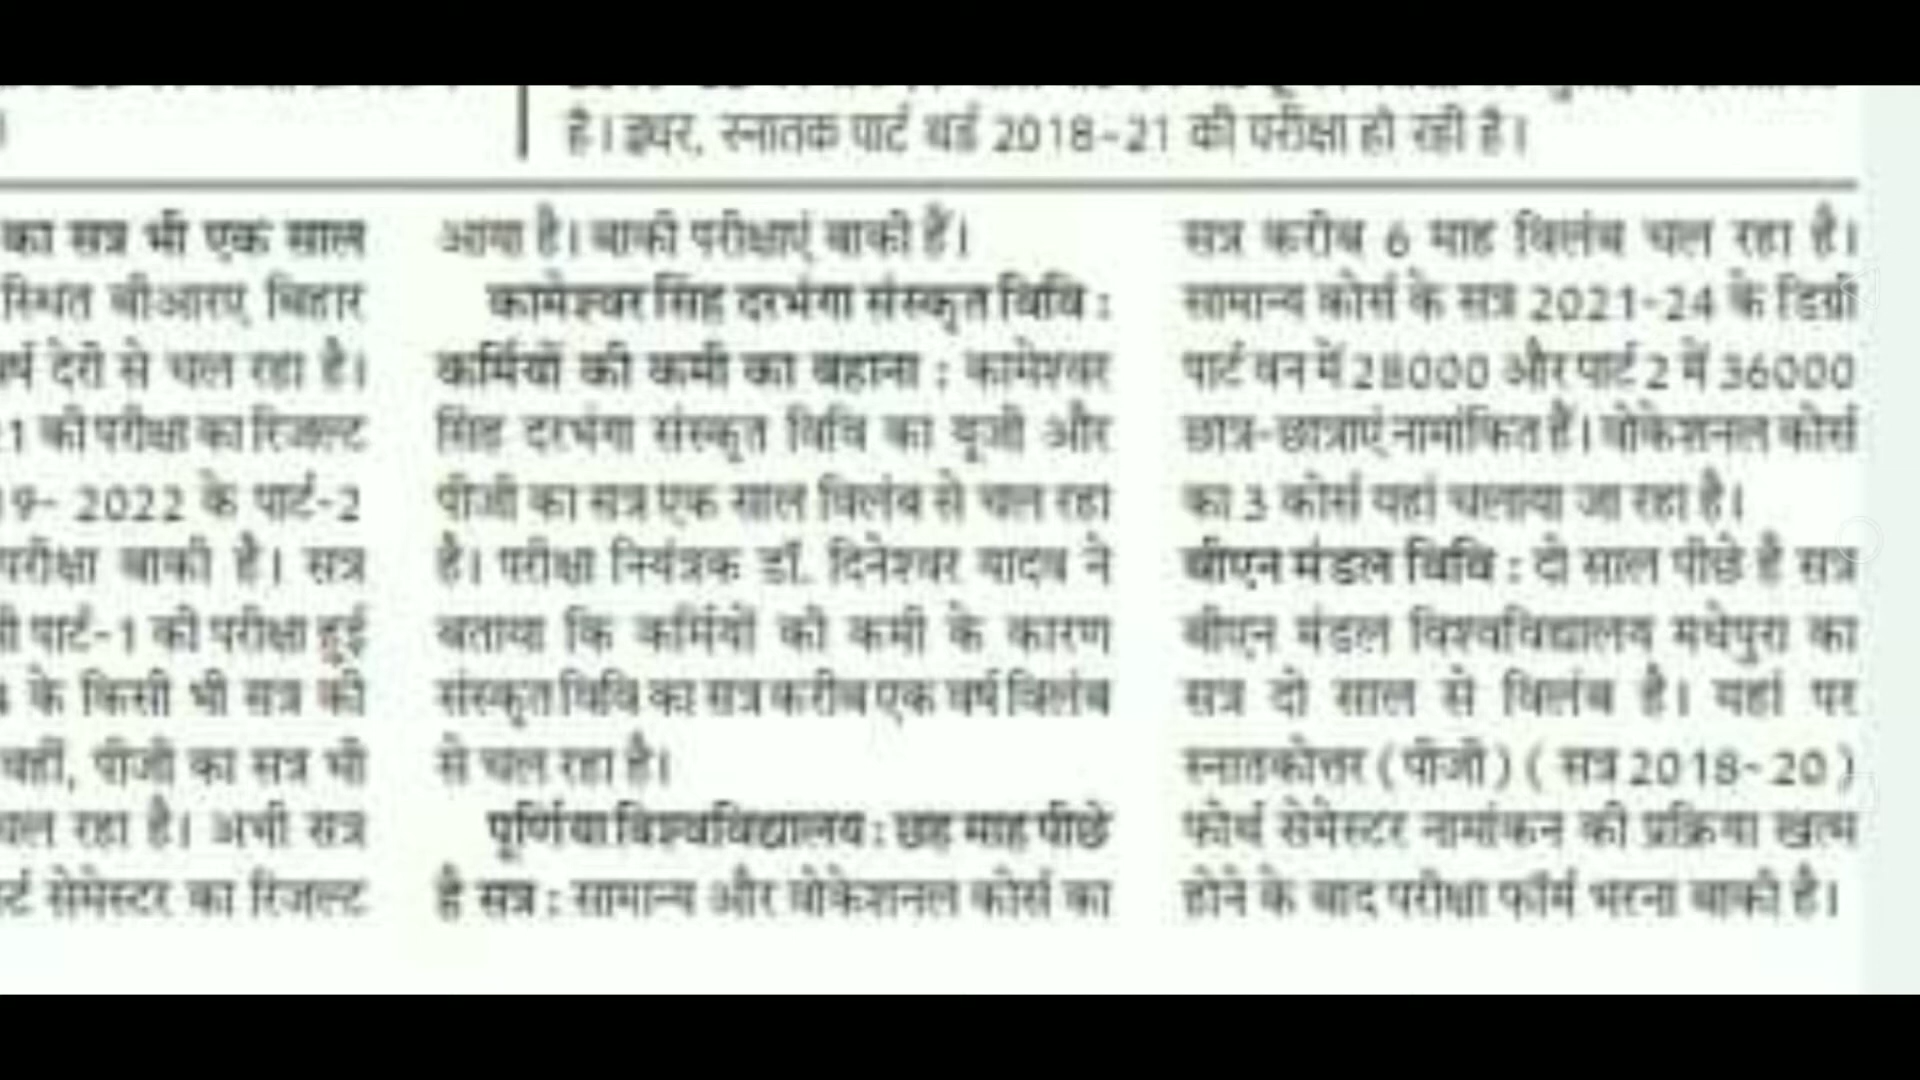 है। इधर, स्नातक पार्ट थर्ड 2018-21 की परीक्षा हो रही है।
का सत्र भी एक साल
स्थित बीआरए बिहार
वर्ष देरी से चल रहा है।
की परीक्षा का रिजल्ट
19- 2022 के पार्ट-2
परीक्षा बाकी है। सत्र
पार्ट-1 की परीक्षा हुई
के किसी भी सत्र की
वहीं, पीजी का सत्र भी
चल रहा है। अभी सत्र
सेमेस्टर का रिजल्ट
आया है। बाकी परीक्षाएं बाकी हैं।
कामेश्वर सिंह दरभंगा संस्कृत विवि :
कर्मियों की कमी का बहाना : कामेश्वर
सिंह दरभंगा संस्कृत विवि का यूजी और
पीजी का सत्र एक साल विलंब से चल रहा
है। परीक्षा नियंत्रक डॉ. दिनेश्वर यादव ने
बताया कि कर्मियों की कमी के कारण
संस्कृत विवि का सत्र करीब एक वर्ष विलंब
से चल रहा है।
पूर्णिया विश्वविद्यालय : छह माह पीछे
है सत्र : सामान्य और वोकेशनल कोर्स का
सत्र करीब 6 माह विलंब चल रहा है।
सामान्य कोर्स के सत्र 2021-24 के डिग्री
पार्ट वन में 28000 और पार्ट 2 में 36000
छात्र-छात्राएं नामांकित हैं। वोकेशनल कोर्स
का 3 कोर्स यहां चलाया जा रहा है।
बीएन मंडल विवि : दो साल पीछे है सत्र
बीएन मंडल विश्वविद्यालय मधेपुरा का
सत्र दो साल से विलंब है। यहां पर
स्नातकोत्तर ( पीजी ) ( सत्र 2018- 20 )
फोर्थ सेमेस्टर नामांकन की प्रक्रिया खत्म
होने के बाद परीक्षा फॉर्म भरना बाकी है।